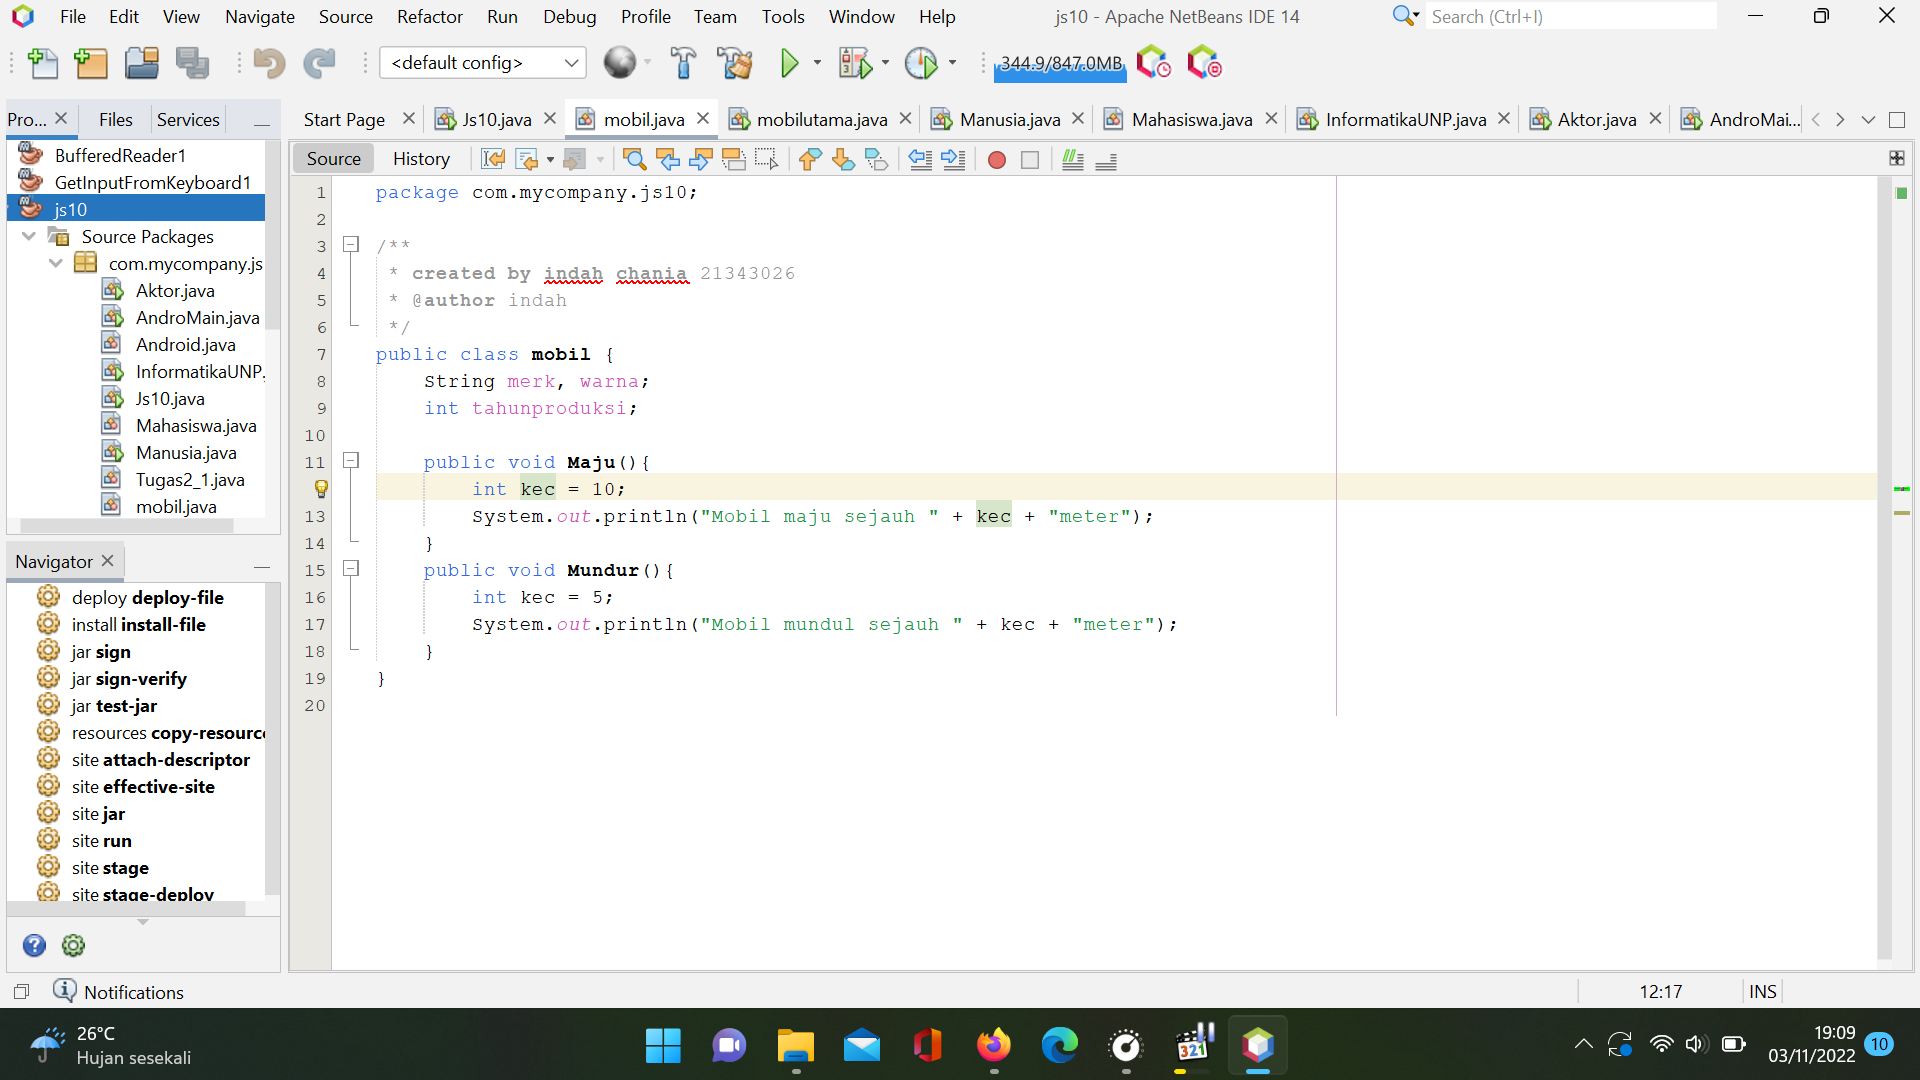 File Edit View Navigate Source Refactor Run Debug Profile Team Tools Window Help
js10 - Apache NetBeans IDE 14
Search (Ctrl+I)
<default config>
344.9/847.0MB
Pro... Files Services
Start Page Js10.java mobil.java mobilutama.java Manusia.java Mahasiswa.java InformatikaUNP.java Aktor.java AndroMai...
BufferedReader1
GetInputFromKeyboard1
js10
Source Packages
com.mycompany.js
Aktor.java
AndroMain.java
Android.java
InformatikaUNP.
Js10.java
Mahasiswa.java
Manusia.java
Tugas2_1.java
mobil.java
Navigator
deploy deploy-file
install install-file
jar sign
jar sign-verify
jar test-jar
resources copy-resource
site attach-descriptor
site effective-site
site jar
site run
site stage
site stage-deploy
Source History
1 package com.mycompany.js10;
2
3 /**
4 * created by indah chania 21343026
5 * @author indah
6 */
7 public class mobil {
8 String merk, warna;
9 int tahunproduksi;
10
11 public void Maju(){
int kec = 10;
13 System.out.println("Mobil maju sejauh " + kec + "meter");
14 }
15 public void Mundur(){
16 int kec = 5;
17 System.out.println("Mobil mundul sejauh " + kec + "meter");
18 }
19 }
20
Notifications
12:17 INS
26°C
Hujan sesekali
321
19:09
03/11/2022
10